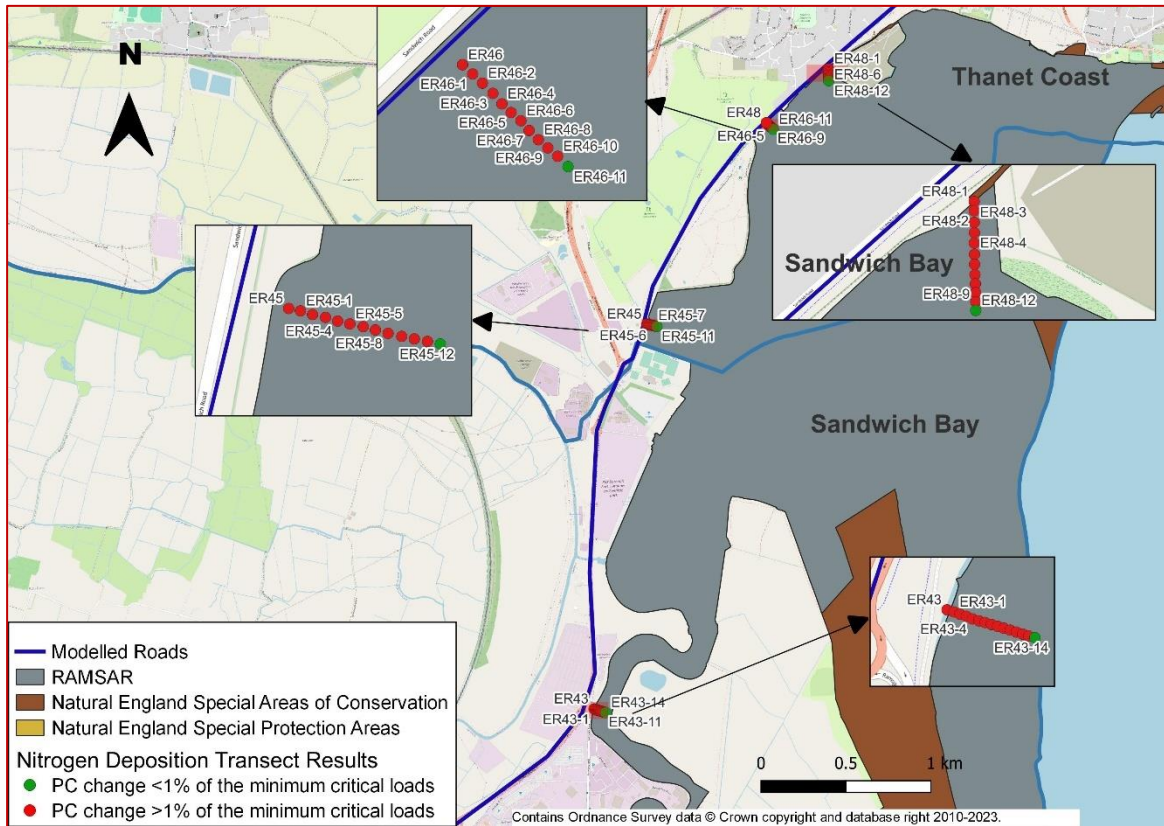 N
Sandwich Road
ER46
ER46-2
ER46-1
ER46-4
ER46-3
ER46-6
ER46-5
ER46-8
ER46-7
ER46-10
ER46-9
ER46-11
ER48-1
ER48-6
ER48-12
Thanet Coast
ER48
ER46-11
ER46-5
ER46-9
ER48-1
ER48-3
ER48-2
ER48-4
Sandwich Bay
ER48-9
ER48-12
ER45
ER45-1
ER45-5
ER45-4
ER45-8
ER45-12
ER45
ER45-7
ER45-6
ER45-11
Sandwich Bay
ER43
ER43-1
ER43-4
ER43-14
ER43
ER43-14
ER43-1
ER43-11
Modelled Roads
RAMSAR
Natural England Special Areas of Conservation
Natural England Special Protection Areas
Nitrogen Deposition Transect Results
PC change <1% of the minimum critical loads
PC change >1% of the minimum critical loads
0 0.5 1 km
Contains Ordnance Survey data © Crown copyright and database right 2010-2023.